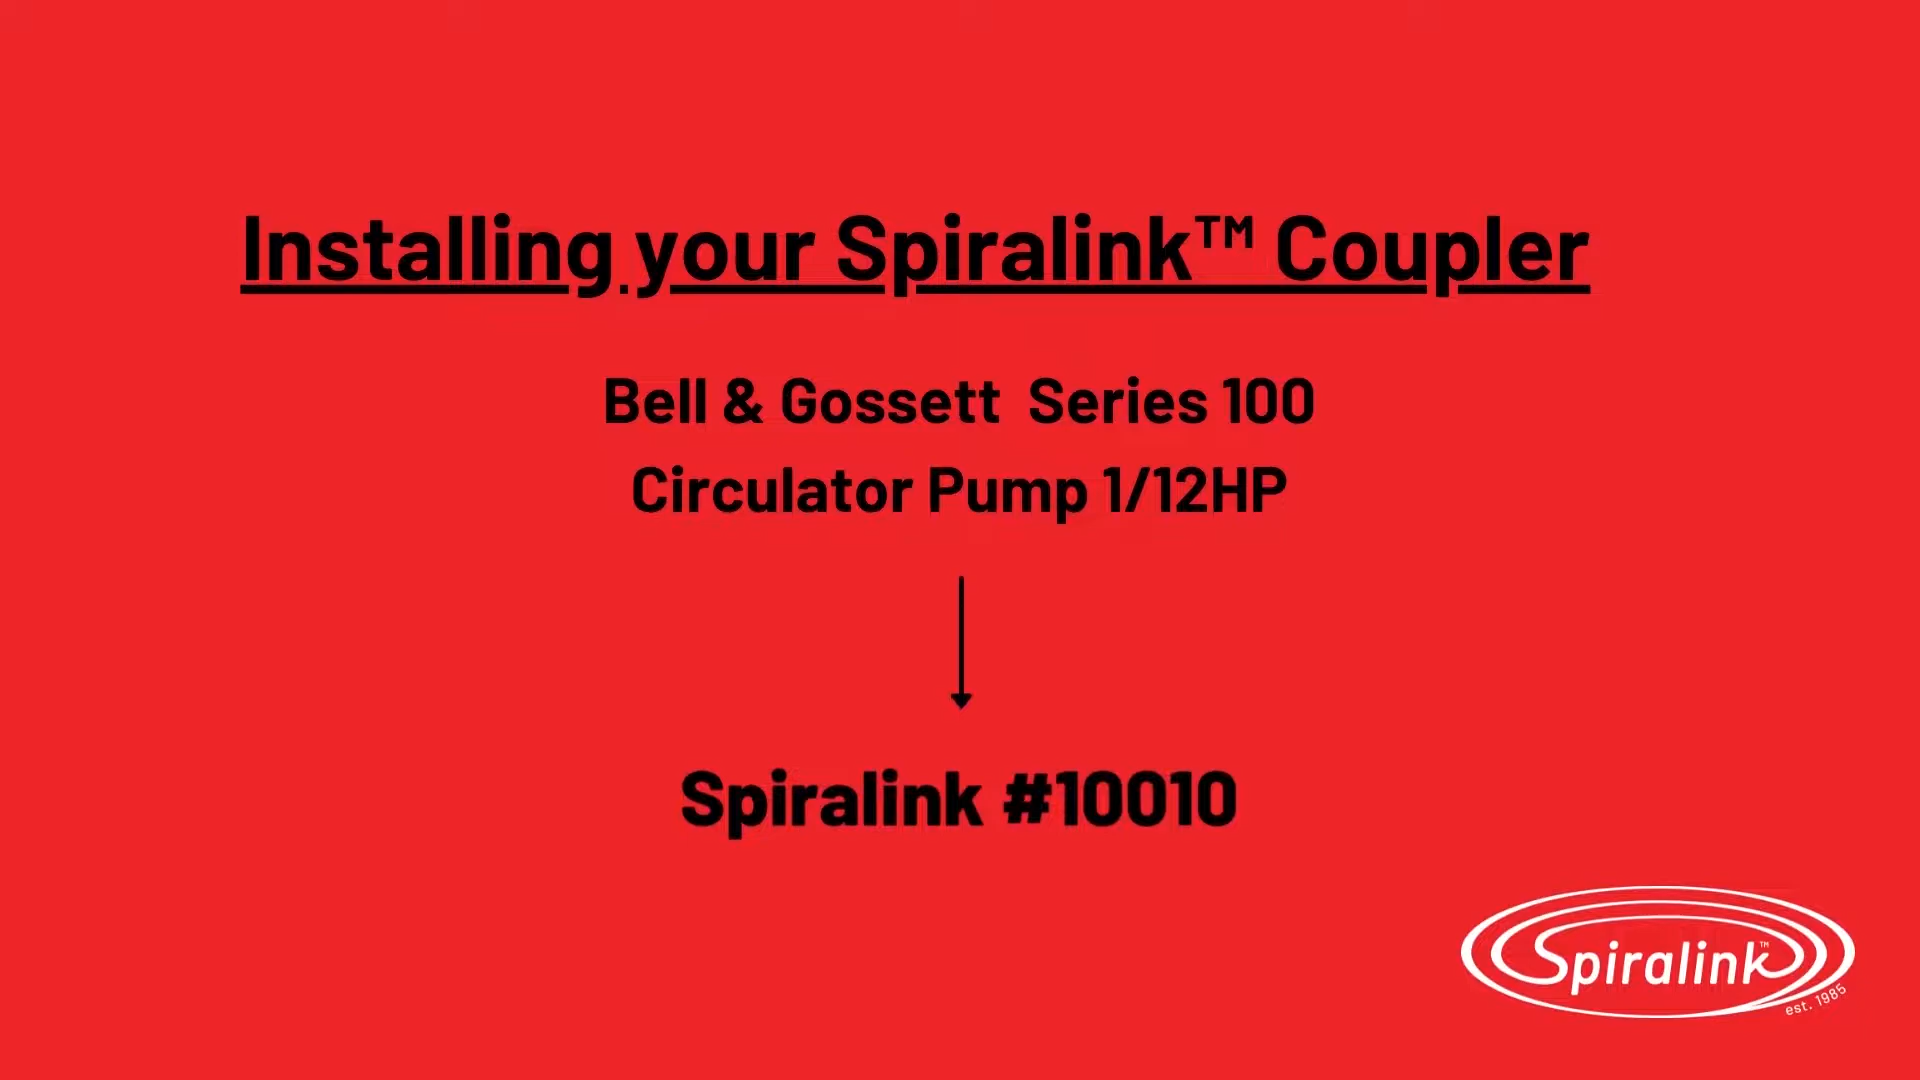 Installing your Spiralink™ Coupler
Bell & Gossett Series 100
Circulator Pump 1/12HP
Spiralink #10010
Spiralink™
est. 1985